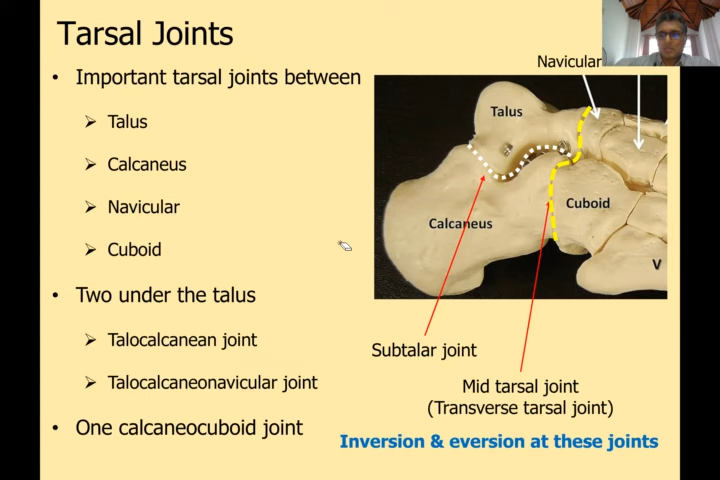 Tarsal Joints
• Important tarsal joints between
➢ Talus
➢ Calcaneus
➢ Navicular
➢ Cuboid
• Two under the talus
➢ Talocalcanean joint
➢ Talocalcaneonavicular joint
• One calcaneocuboid joint
Navicular
Talus
Cuboid
Calcaneus
V
Subtalar joint
Mid tarsal joint
(Transverse tarsal joint)
Inversion & eversion at these joints